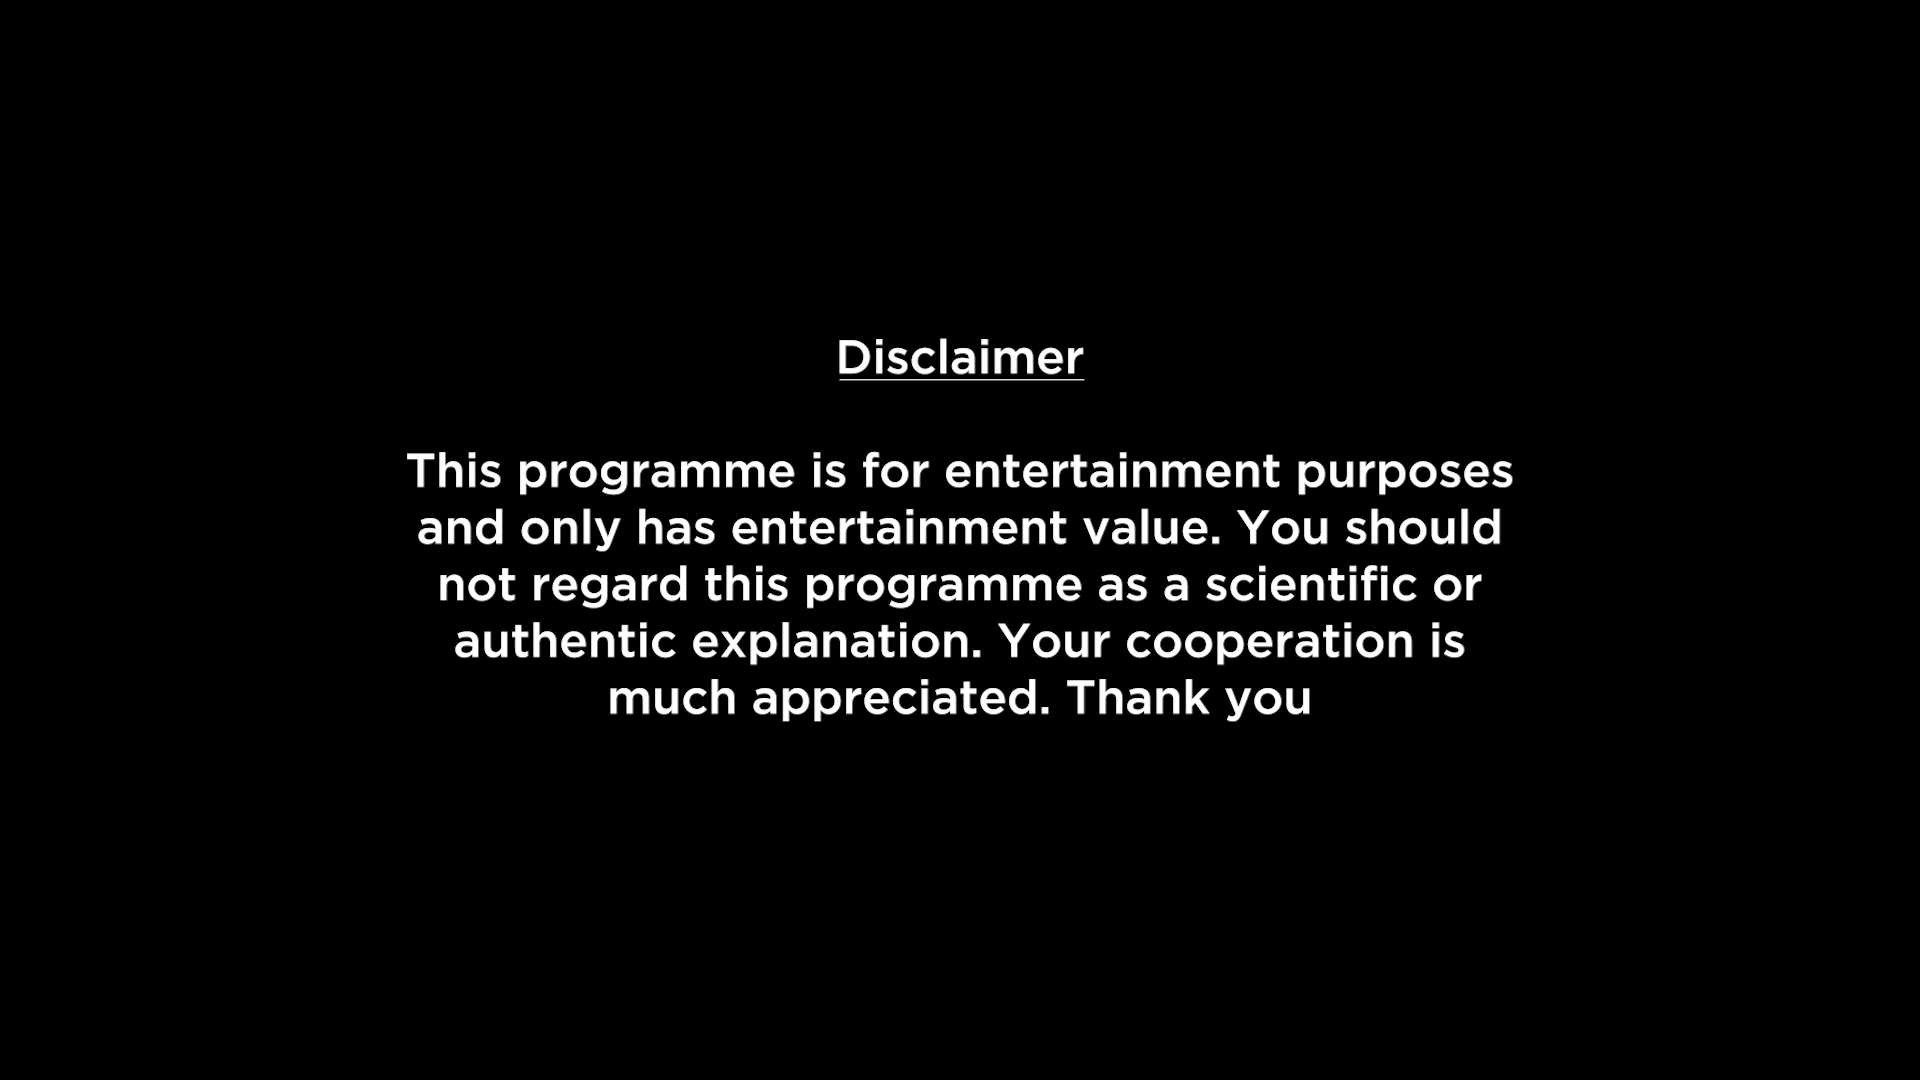 Disclaimer
This programme is for entertainment purposes
and only has entertainment value. You should
not regard this programme as a scientific or
authentic explanation. Your cooperation is
much appreciated. Thank you